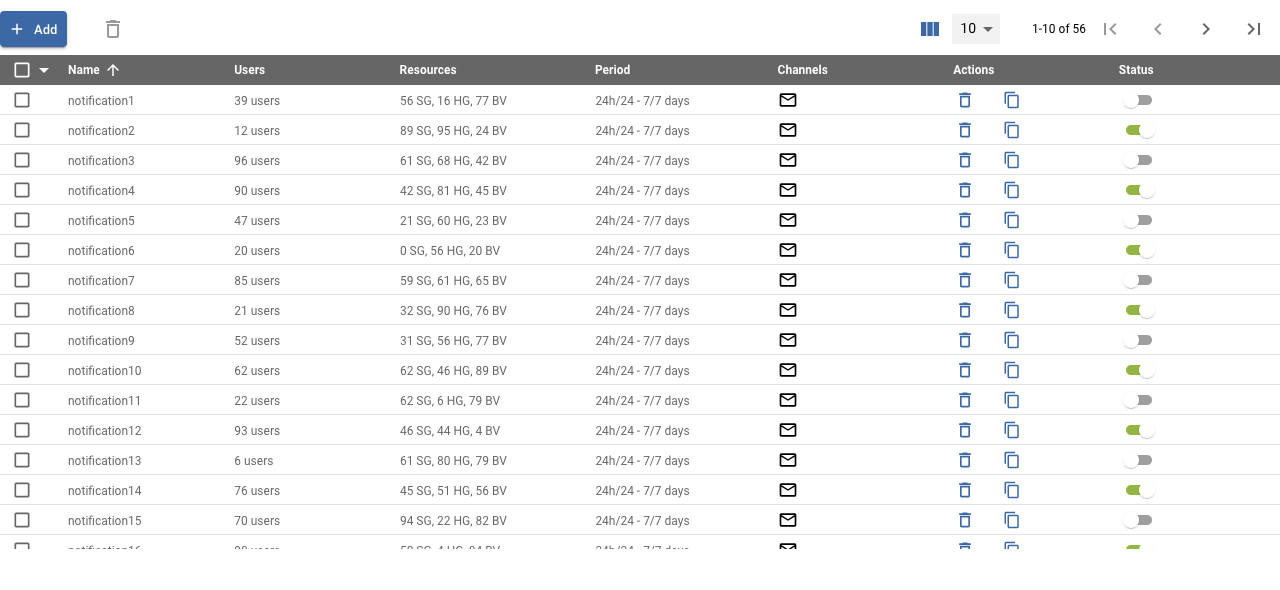 Add
10
1-10 of 56
Name Users Resources Period Channels Actions Status
notification1 39 users 56 SG, 16 HG, 77 BV 24h/24 - 7/7 days
notification2 12 users 89 SG, 95 HG, 24 BV 24h/24 - 7/7 days
notification3 96 users 61 SG, 68 HG, 42 BV 24h/24 - 7/7 days
notification4 90 users 42 SG, 81 HG, 45 BV 24h/24 - 7/7 days
notification5 47 users 21 SG, 60 HG, 23 BV 24h/24 - 7/7 days
notification6 20 users 0 SG, 56 HG, 20 BV 24h/24 - 7/7 days
notification7 85 users 59 SG, 61 HG, 65 BV 24h/24 - 7/7 days
notification8 21 users 32 SG, 90 HG, 76 BV 24h/24 - 7/7 days
notification9 52 users 31 SG, 56 HG, 77 BV 24h/24 - 7/7 days
notification10 62 users 62 SG, 46 HG, 89 BV 24h/24 - 7/7 days
notification11 22 users 62 SG, 6 HG, 79 BV 24h/24 - 7/7 days
notification12 93 users 46 SG, 44 HG, 4 BV 24h/24 - 7/7 days
notification13 6 users 61 SG, 80 HG, 79 BV 24h/24 - 7/7 days
notification14 76 users 45 SG, 51 HG, 56 BV 24h/24 - 7/7 days
notification15 70 users 94 SG, 22 HG, 82 BV 24h/24 - 7/7 days